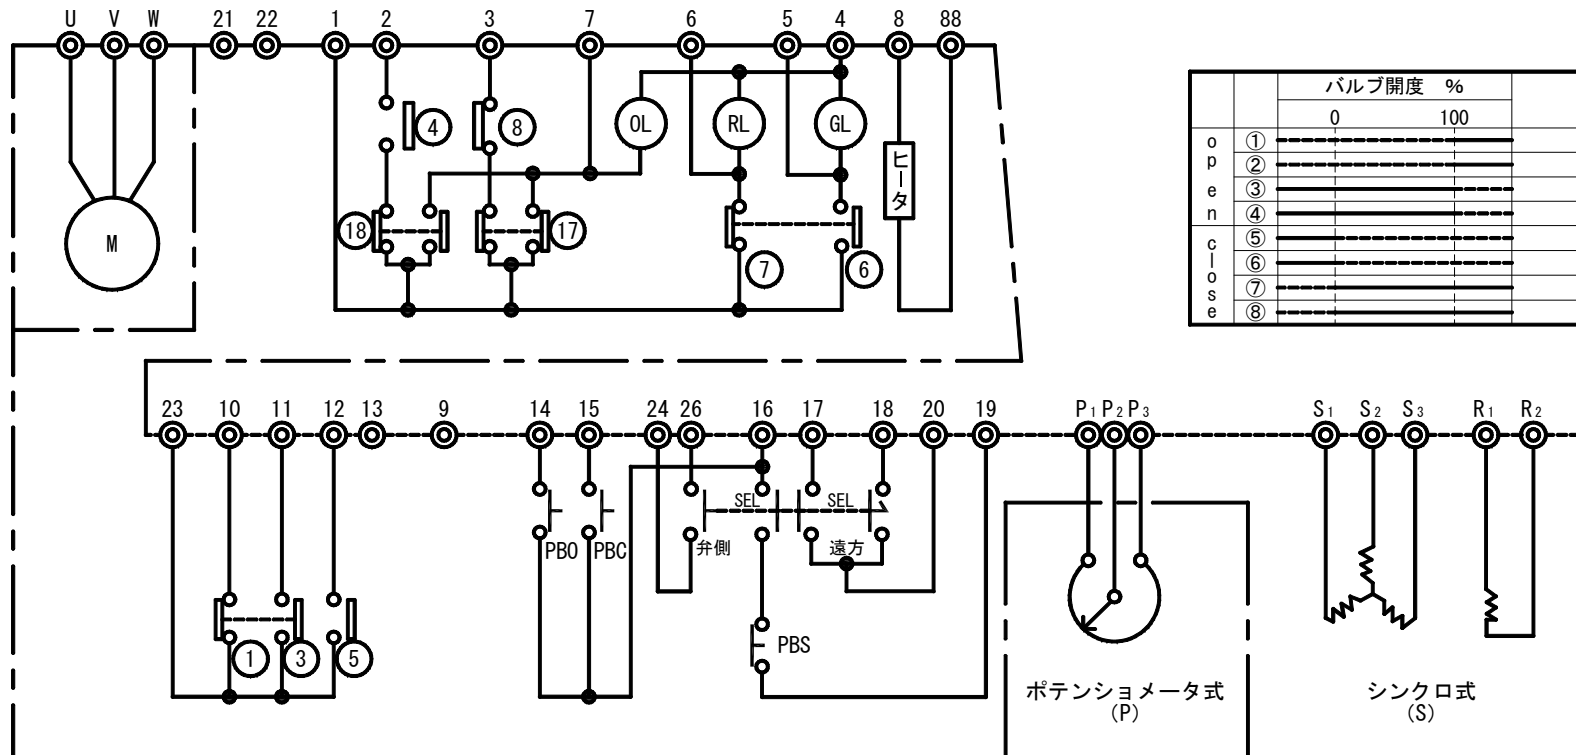 U V W 21 22 1 2 3 7 6 5 4 8 88
バルブ開度 %
0 100
open
①
②
③
④
close
⑤
⑥
⑦
⑧
④ ⑧ OL RL GL
ヒータ
⑱ ⑰
M
⑦ ⑥
23 10 11 12 13 9 14 15 24 26 16 17 18 20 19 P1 P2 P3 S1 S2 S3 R1 R2
SEL SEL
PBO PBC 弁側 遠方
① ③ ⑤
PBS
ポテンショメータ式
(P)
シンクロ式
(S)